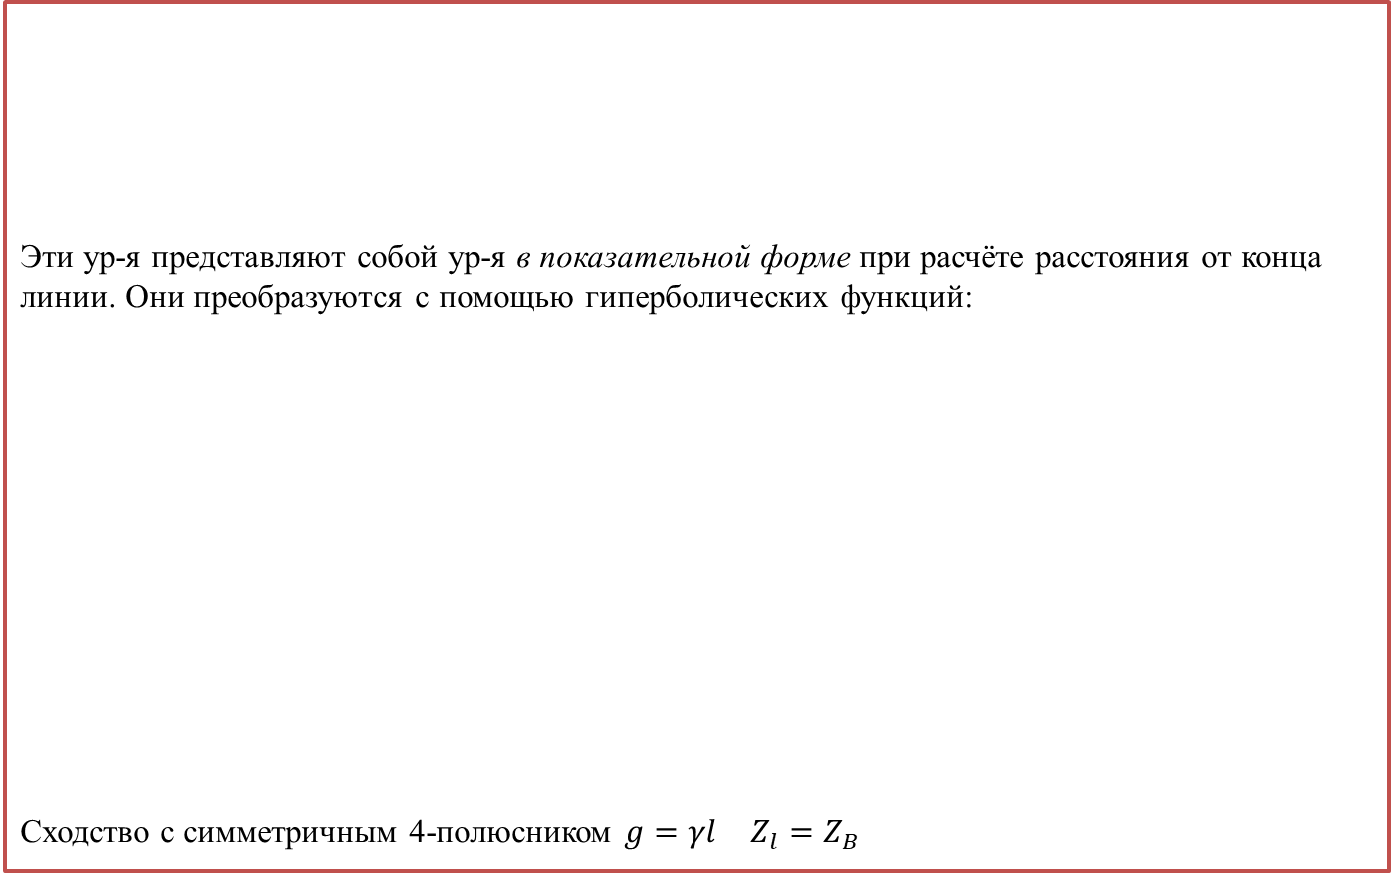 Эти ур-я представляют собой ур-я в показательной форме при расчёте расстояния от конца
линии. Они преобразуются с помощью гиперболических функций:
Сходство с симметричным 4-полюсником g = γl Z_l = Z_B